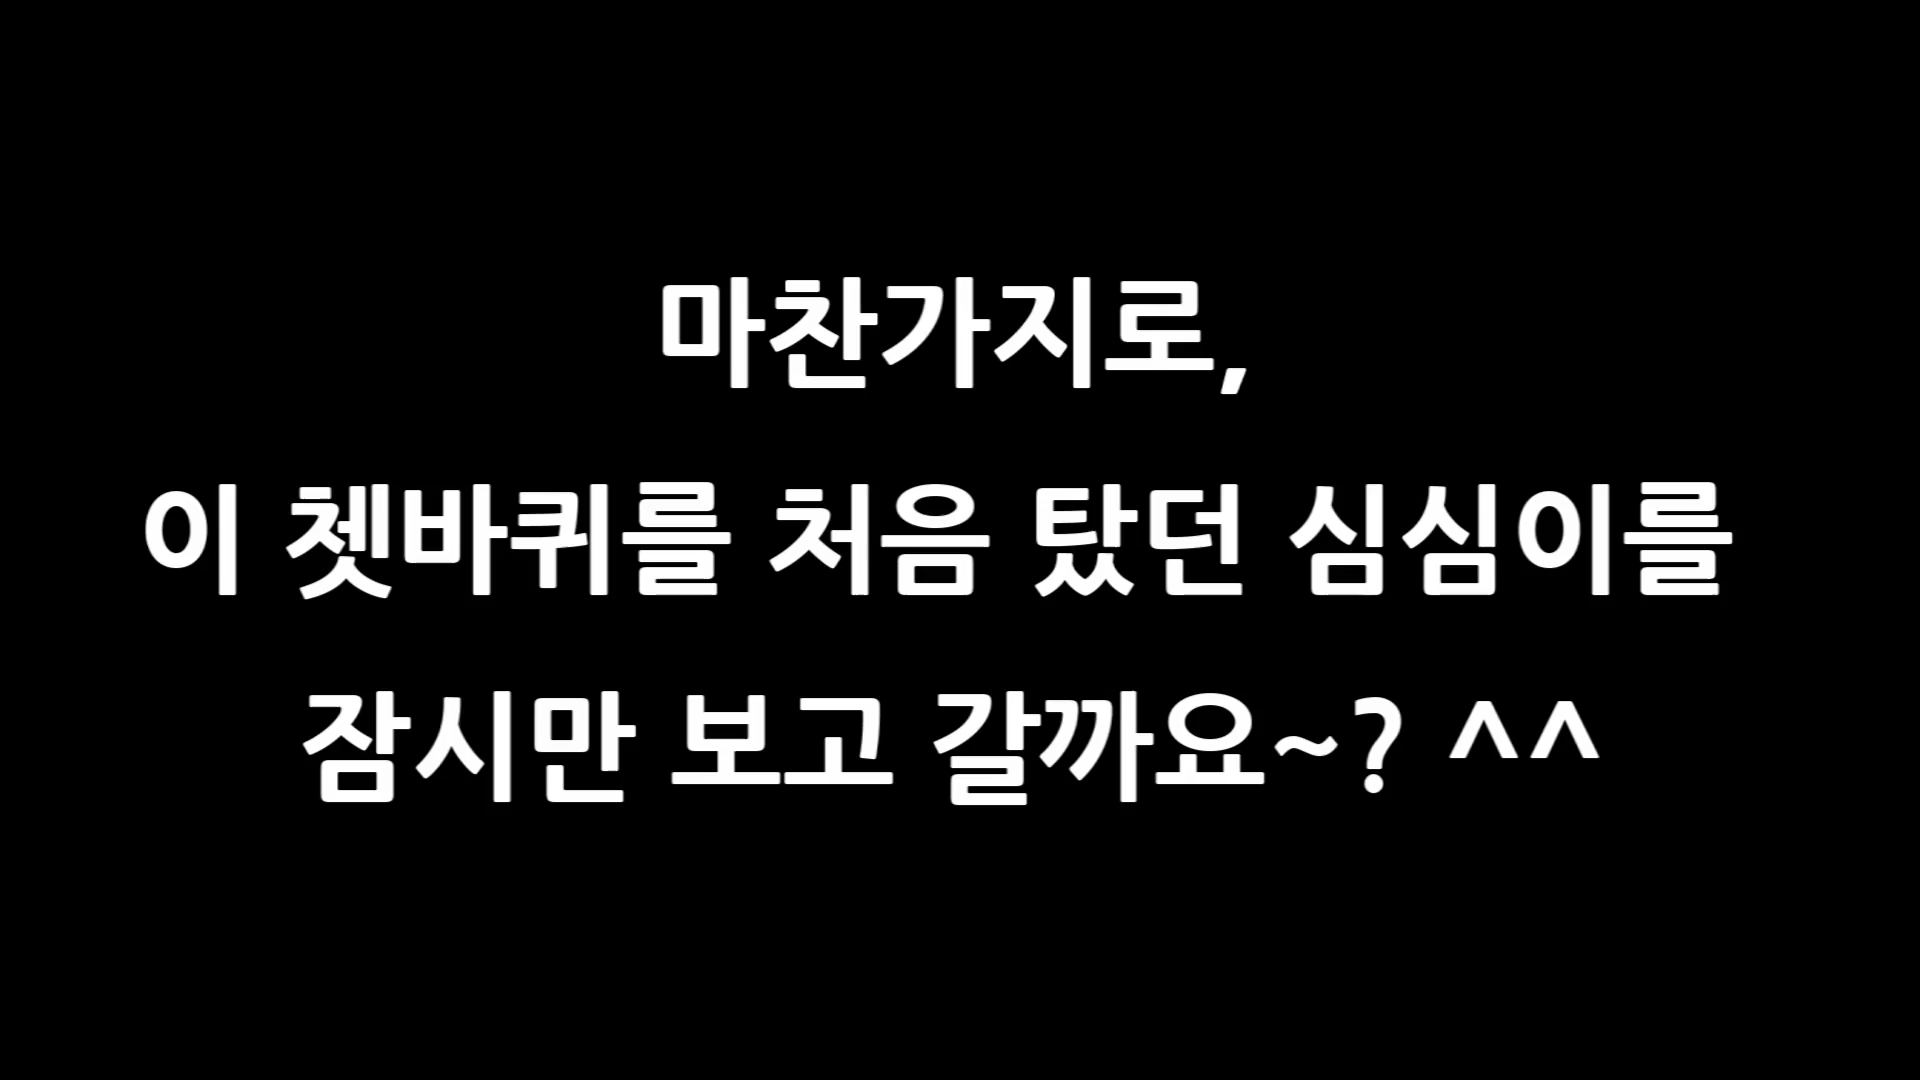 마찬가지로,
이 쳇바퀴를 처음 탔던 심심이를
잠시만 보고 갈까요~? ^^